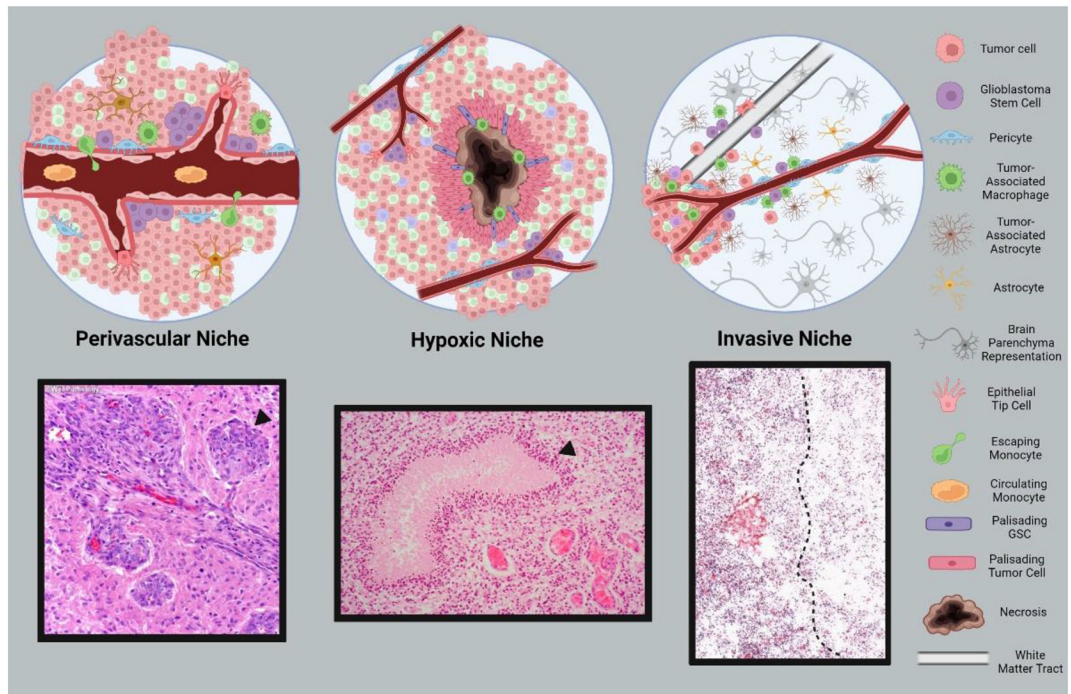 Perivascular Niche
Hypoxic Niche
Invasive Niche
Tumor cell
Glioblastoma
Stem Cell
Pericyte
Tumor-
Associated
Macrophage
Tumor-
Associated
Astrocyte
Astrocyte
Brain
Parenchyma
Representation
Epithelial
Tip Cell
Escaping
Monocyte
Circulating
Monocyte
Palisading
GSC
Palisading
Tumor Cell
Necrosis
White
Matter Tract